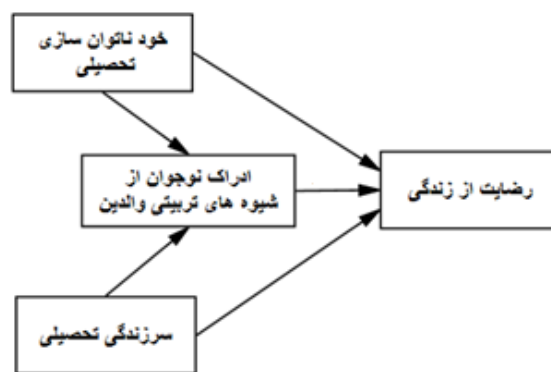 خود ناتوان سازی
تحصیلی
ادراک نوجوان از
شیوه های تربیتی والدین
رضایت از زندگی
سرزندگی تحصیلی